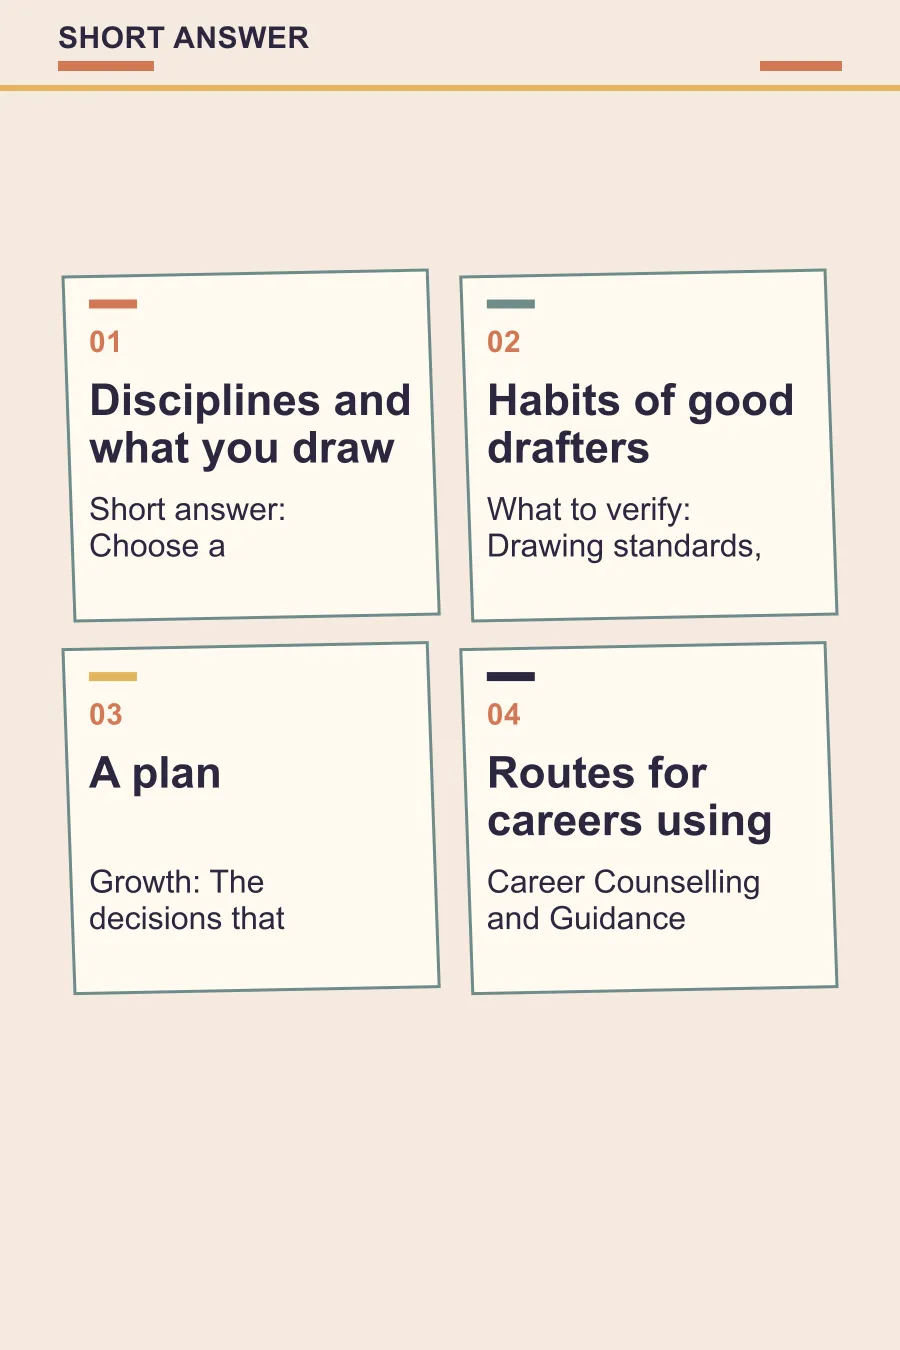 SHORT ANSWER
01
Disciplines and
what you draw
Short answer:
Choose a
02
Habits of good
drafters
What to verify:
Drawing standards,
03
A plan
Growth: The
decisions that
04
Routes for
careers using
Career Counselling
and Guidance